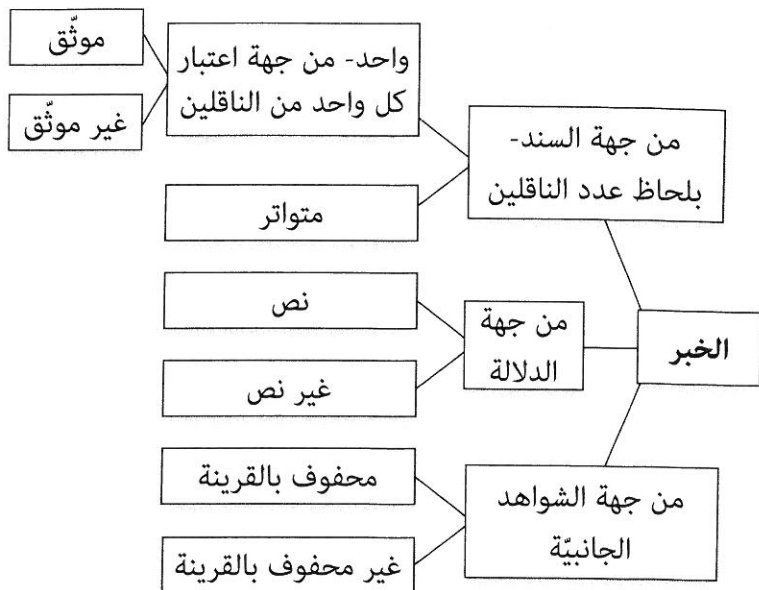 الخبر
من جهة السند-
بلحاظ عدد الناقلين
واحد- من جهة اعتبار
كل واحد من الناقلين
موثّق
غير موثّق
متواتر
من جهة
الدلالة
نص
غير نص
من جهة الشواهد
الجانبيّة
محفوف بالقرينة
غير محفوف بالقرينة